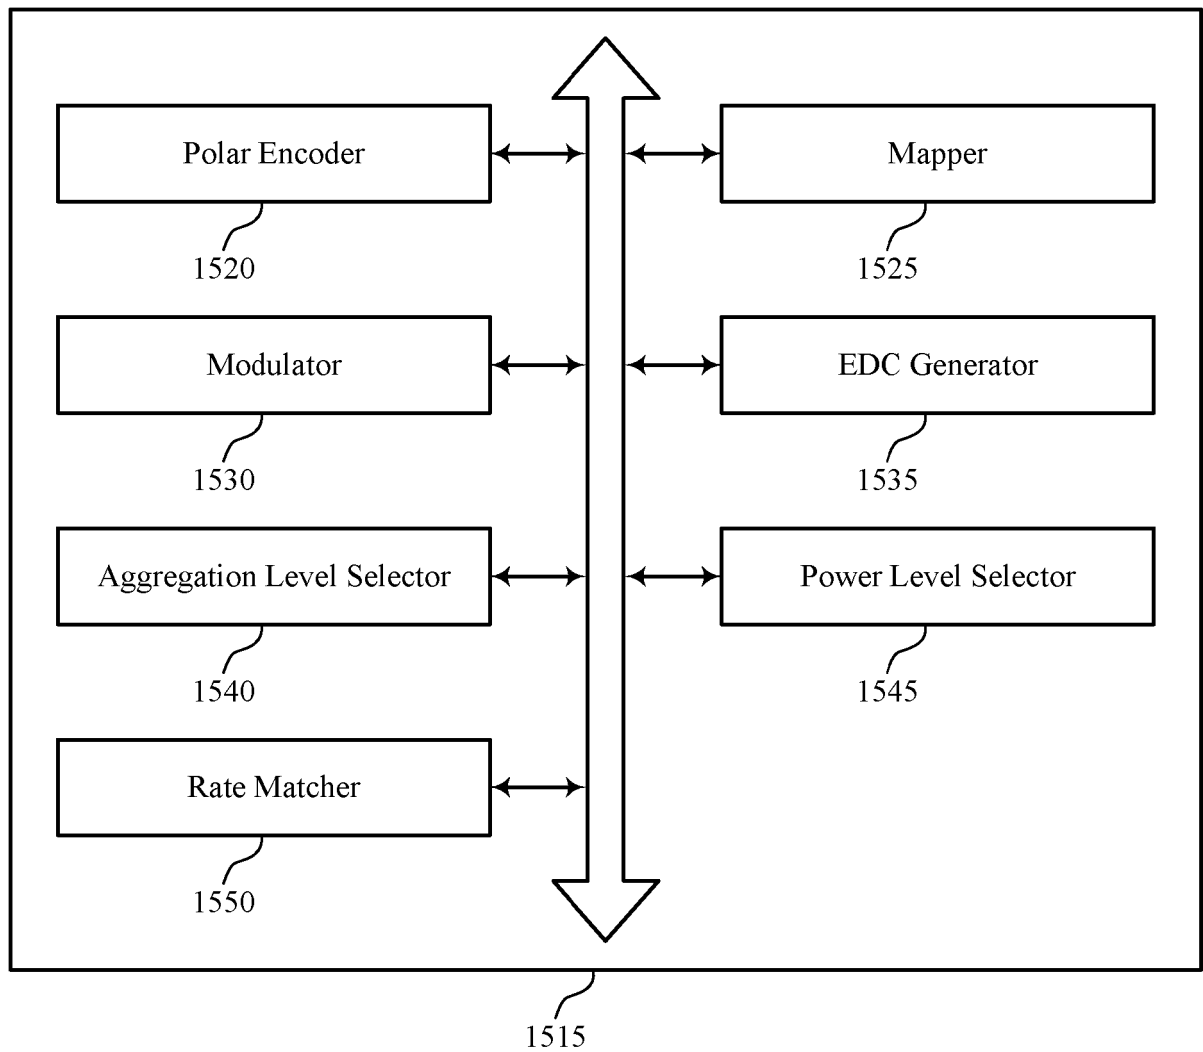 Polar Encoder
Mapper
1520
1525
Modulator
EDC Generator
1530
1535
Aggregation Level Selector
Power Level Selector
1540
1545
Rate Matcher
1550
1515